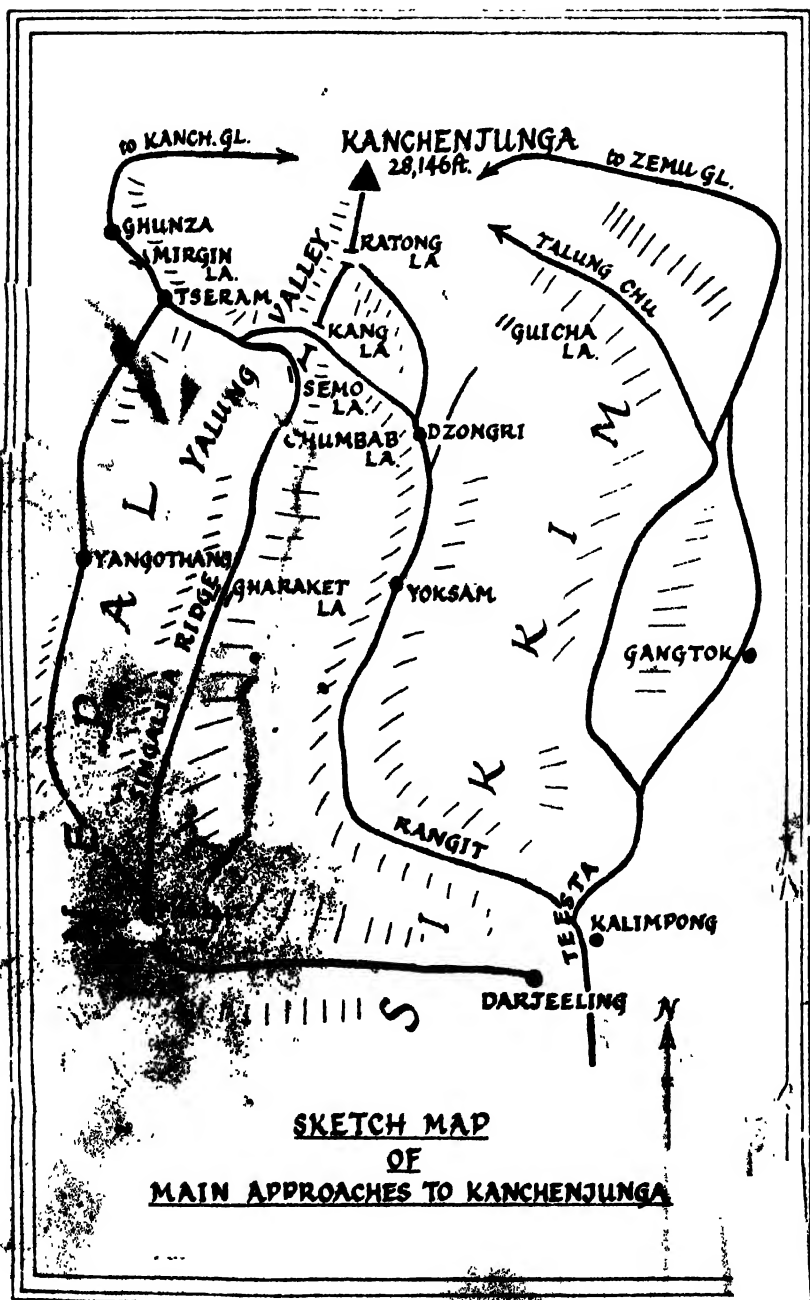 to KANCH. GL.
KANCHENJUNGA
28,146ft.
to ZEMU GL.
GHUNZA
MIRGIN
LA.
TSERAM
VALLEY
RATONG
LA
TALUNG CHU
KANG
LA
GUICHA
LA.
SEMO
LA.
YALUNG
CHUMBAB
LA.
DZONGRI
YANGOTHANG
GHARAKET
LA
YOKSAM
RIDGE
GANGTOK
NEPAL
SIKKIM
RANGIT
TEESTA
KALIMPONG
DARJEELING
N
SKETCH MAP
OF
MAIN APPROACHES TO KANCHENJUNGA